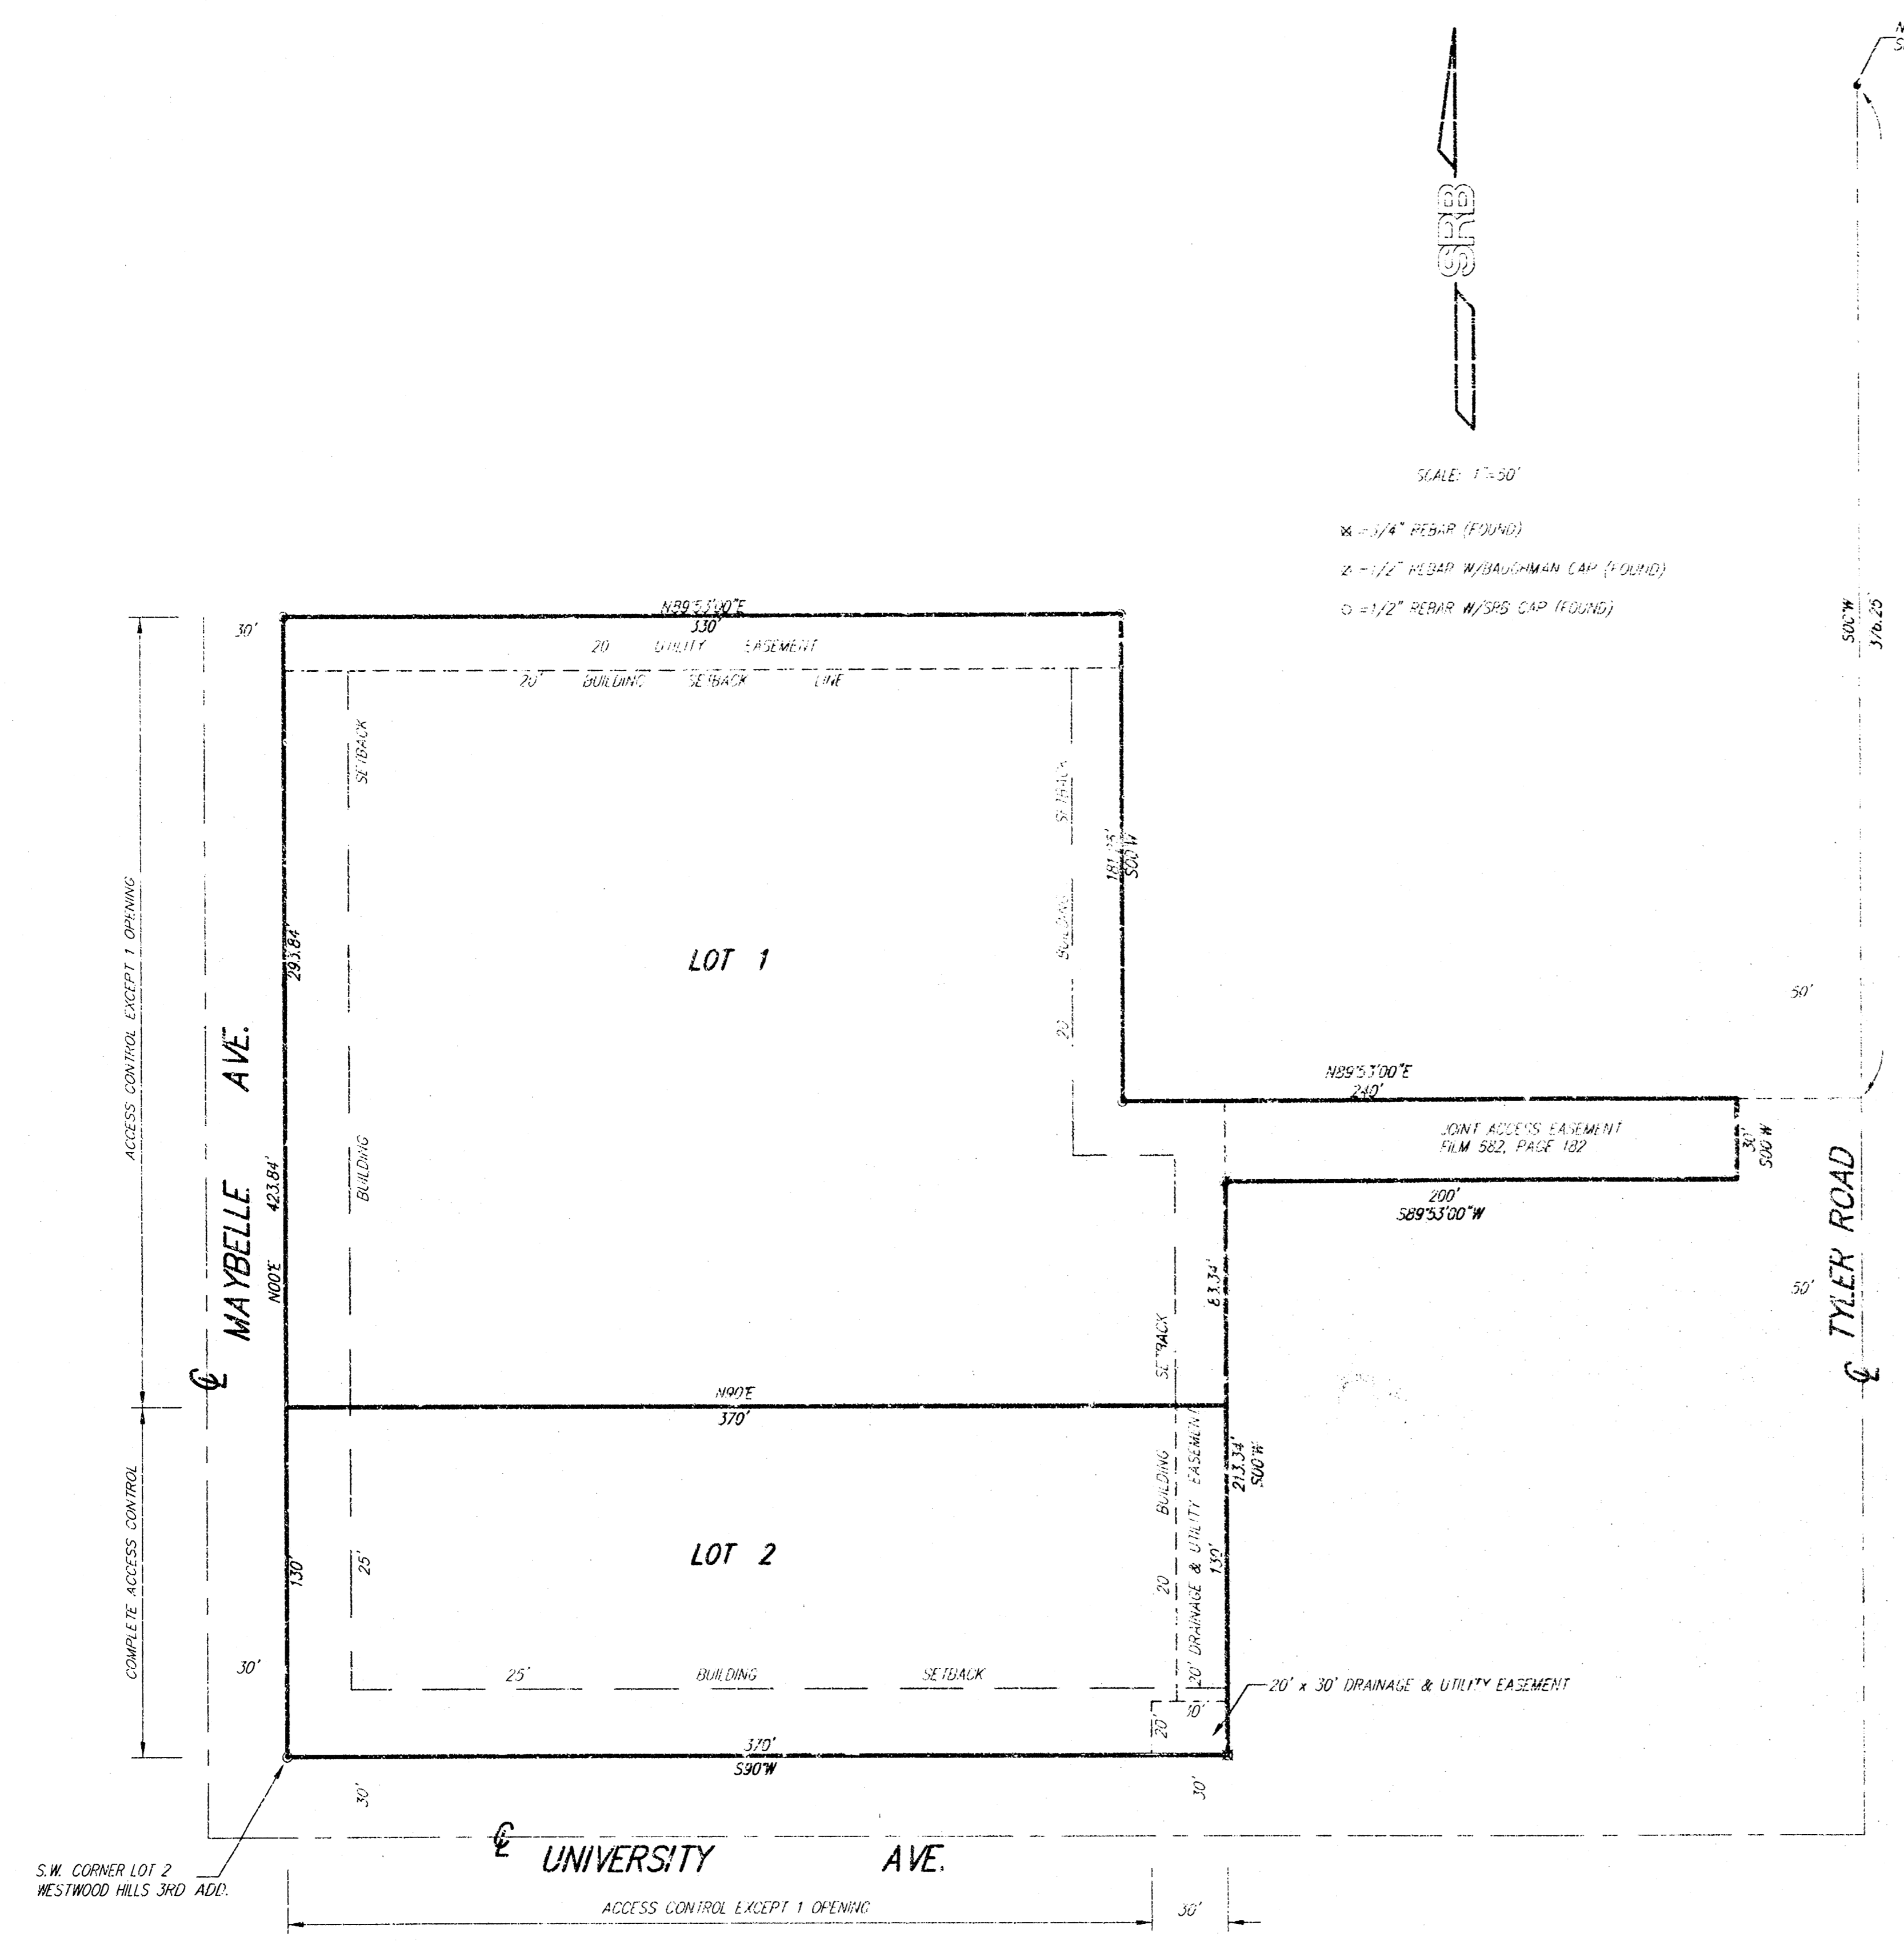 SRB
SCALE: 1"=50'
=3/4" REBAR (FOUND)
=1/2" REBAR W/BAUGHMAN CAP (FOUND)
=1/2" REBAR W/SRB CAP (FOUND)
S00°W
376.25'
N89°53'00"E
330'
30'
20 UTILITY EASEMENT
20' BUILDING SETBACK LINE
SETBACK
SETBACK
S00°W
ACCESS CONTROL EXCEPT 1 OPENING
293.84'
LOT 1
BUILDING
20
50'
MAYBELLE AVE.
N89°53'00"E
240'
JOINT ACCESS EASEMENT
FILM 582, PAGE 182
30'
S00°W
BUILDING
423.84'
N00°E
200'
S89°53'00"W
83.34'
50'
TYLER ROAD
SETBACK
N90°E
370'
213.34'
S00°W
BUILDING
20
20' DRAINAGE & UTILITY EASEMENT
130'
COMPLETE ACCESS CONTROL
130'
25'
LOT 2
30'
25' BUILDING SETBACK
20' x 30' DRAINAGE & UTILITY EASEMENT
20'
370'
S90°W
30'
30'
UNIVERSITY AVE.
S.W. CORNER LOT 2
WESTWOOD HILLS 3RD ADD.
ACCESS CONTROL EXCEPT 1 OPENING
30'